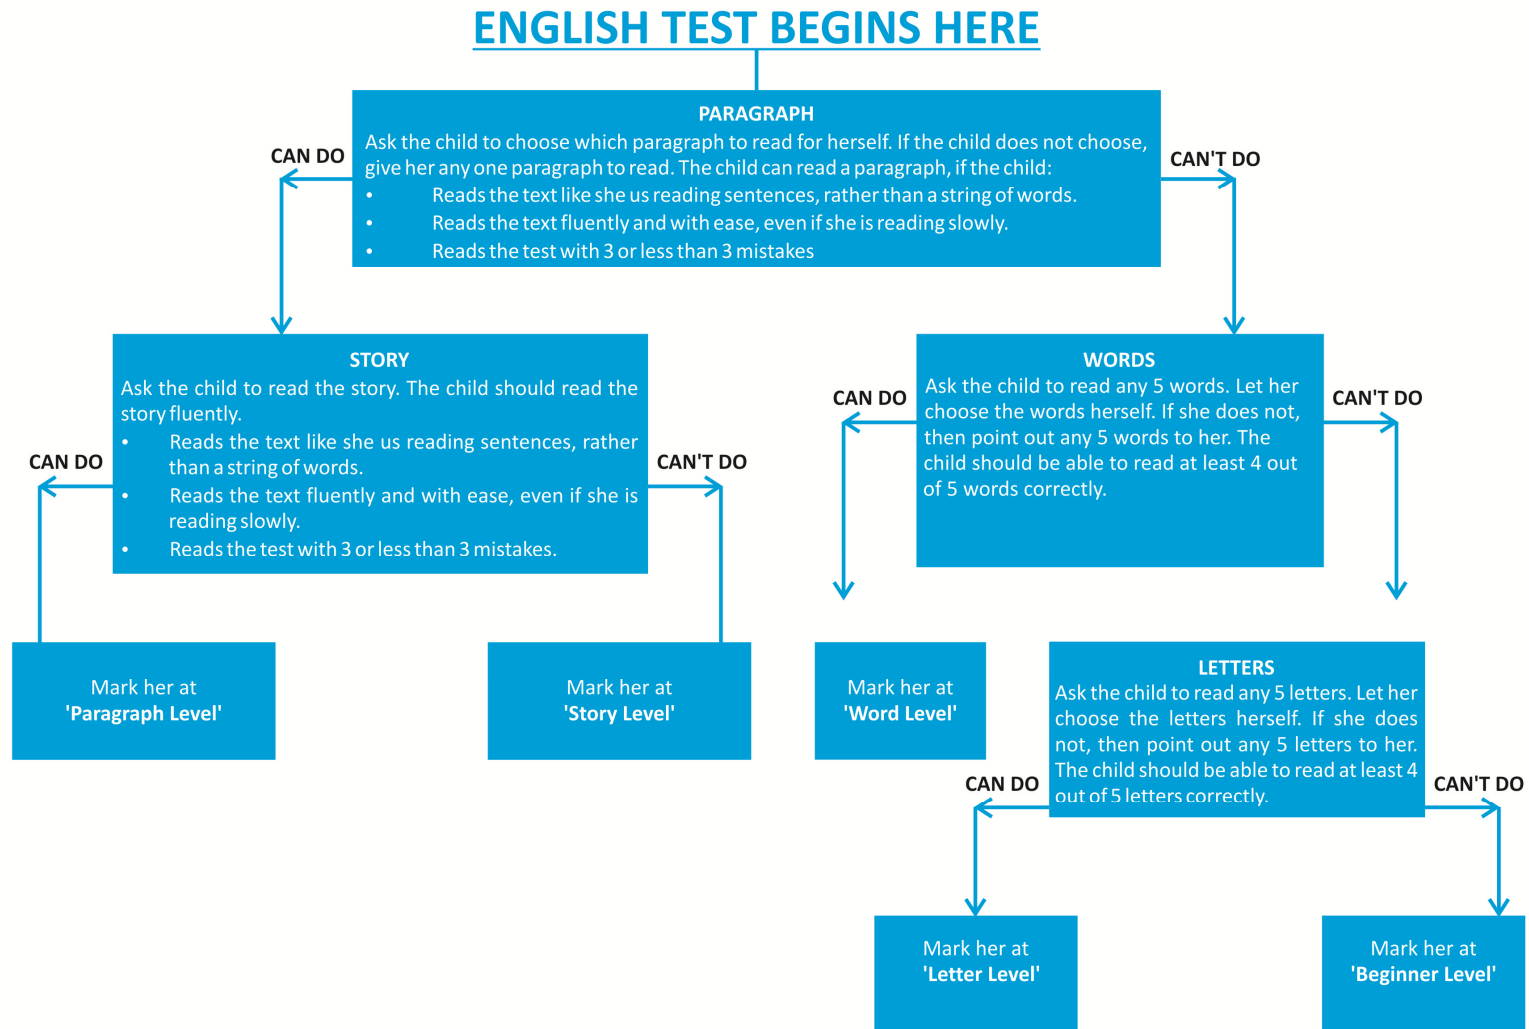 ENGLISH TEST BEGINS HERE
PARAGRAPH
Ask the child to choose which paragraph to read for herself. If the child does not choose,
give her any one paragraph to read. The child can read a paragraph, if the child:
• Reads the text like she us reading sentences, rather than a string of words.
• Reads the text fluently and with ease, even if she is reading slowly.
• Reads the test with 3 or less than 3 mistakes
CAN DO
CAN'T DO
STORY
Ask the child to read the story. The child should read the
story fluently.
• Reads the text like she us reading sentences, rather
than a string of words.
• Reads the text fluently and with ease, even if she is
reading slowly.
• Reads the test with 3 or less than 3 mistakes.
CAN DO
CAN'T DO
WORDS
Ask the child to read any 5 words. Let her
choose the words herself. If she does not,
then point out any 5 words to her. The
child should be able to read at least 4 out
of 5 words correctly.
CAN DO
CAN'T DO
Mark her at
'Paragraph Level'
Mark her at
'Story Level'
Mark her at
'Word Level'
LETTERS
Ask the child to read any 5 letters. Let her
choose the letters herself. If she does
not, then point out any 5 letters to her.
The child should be able to read at least 4
out of 5 letters correctly.
CAN DO
CAN'T DO
Mark her at
'Letter Level'
Mark her at
'Beginner Level'